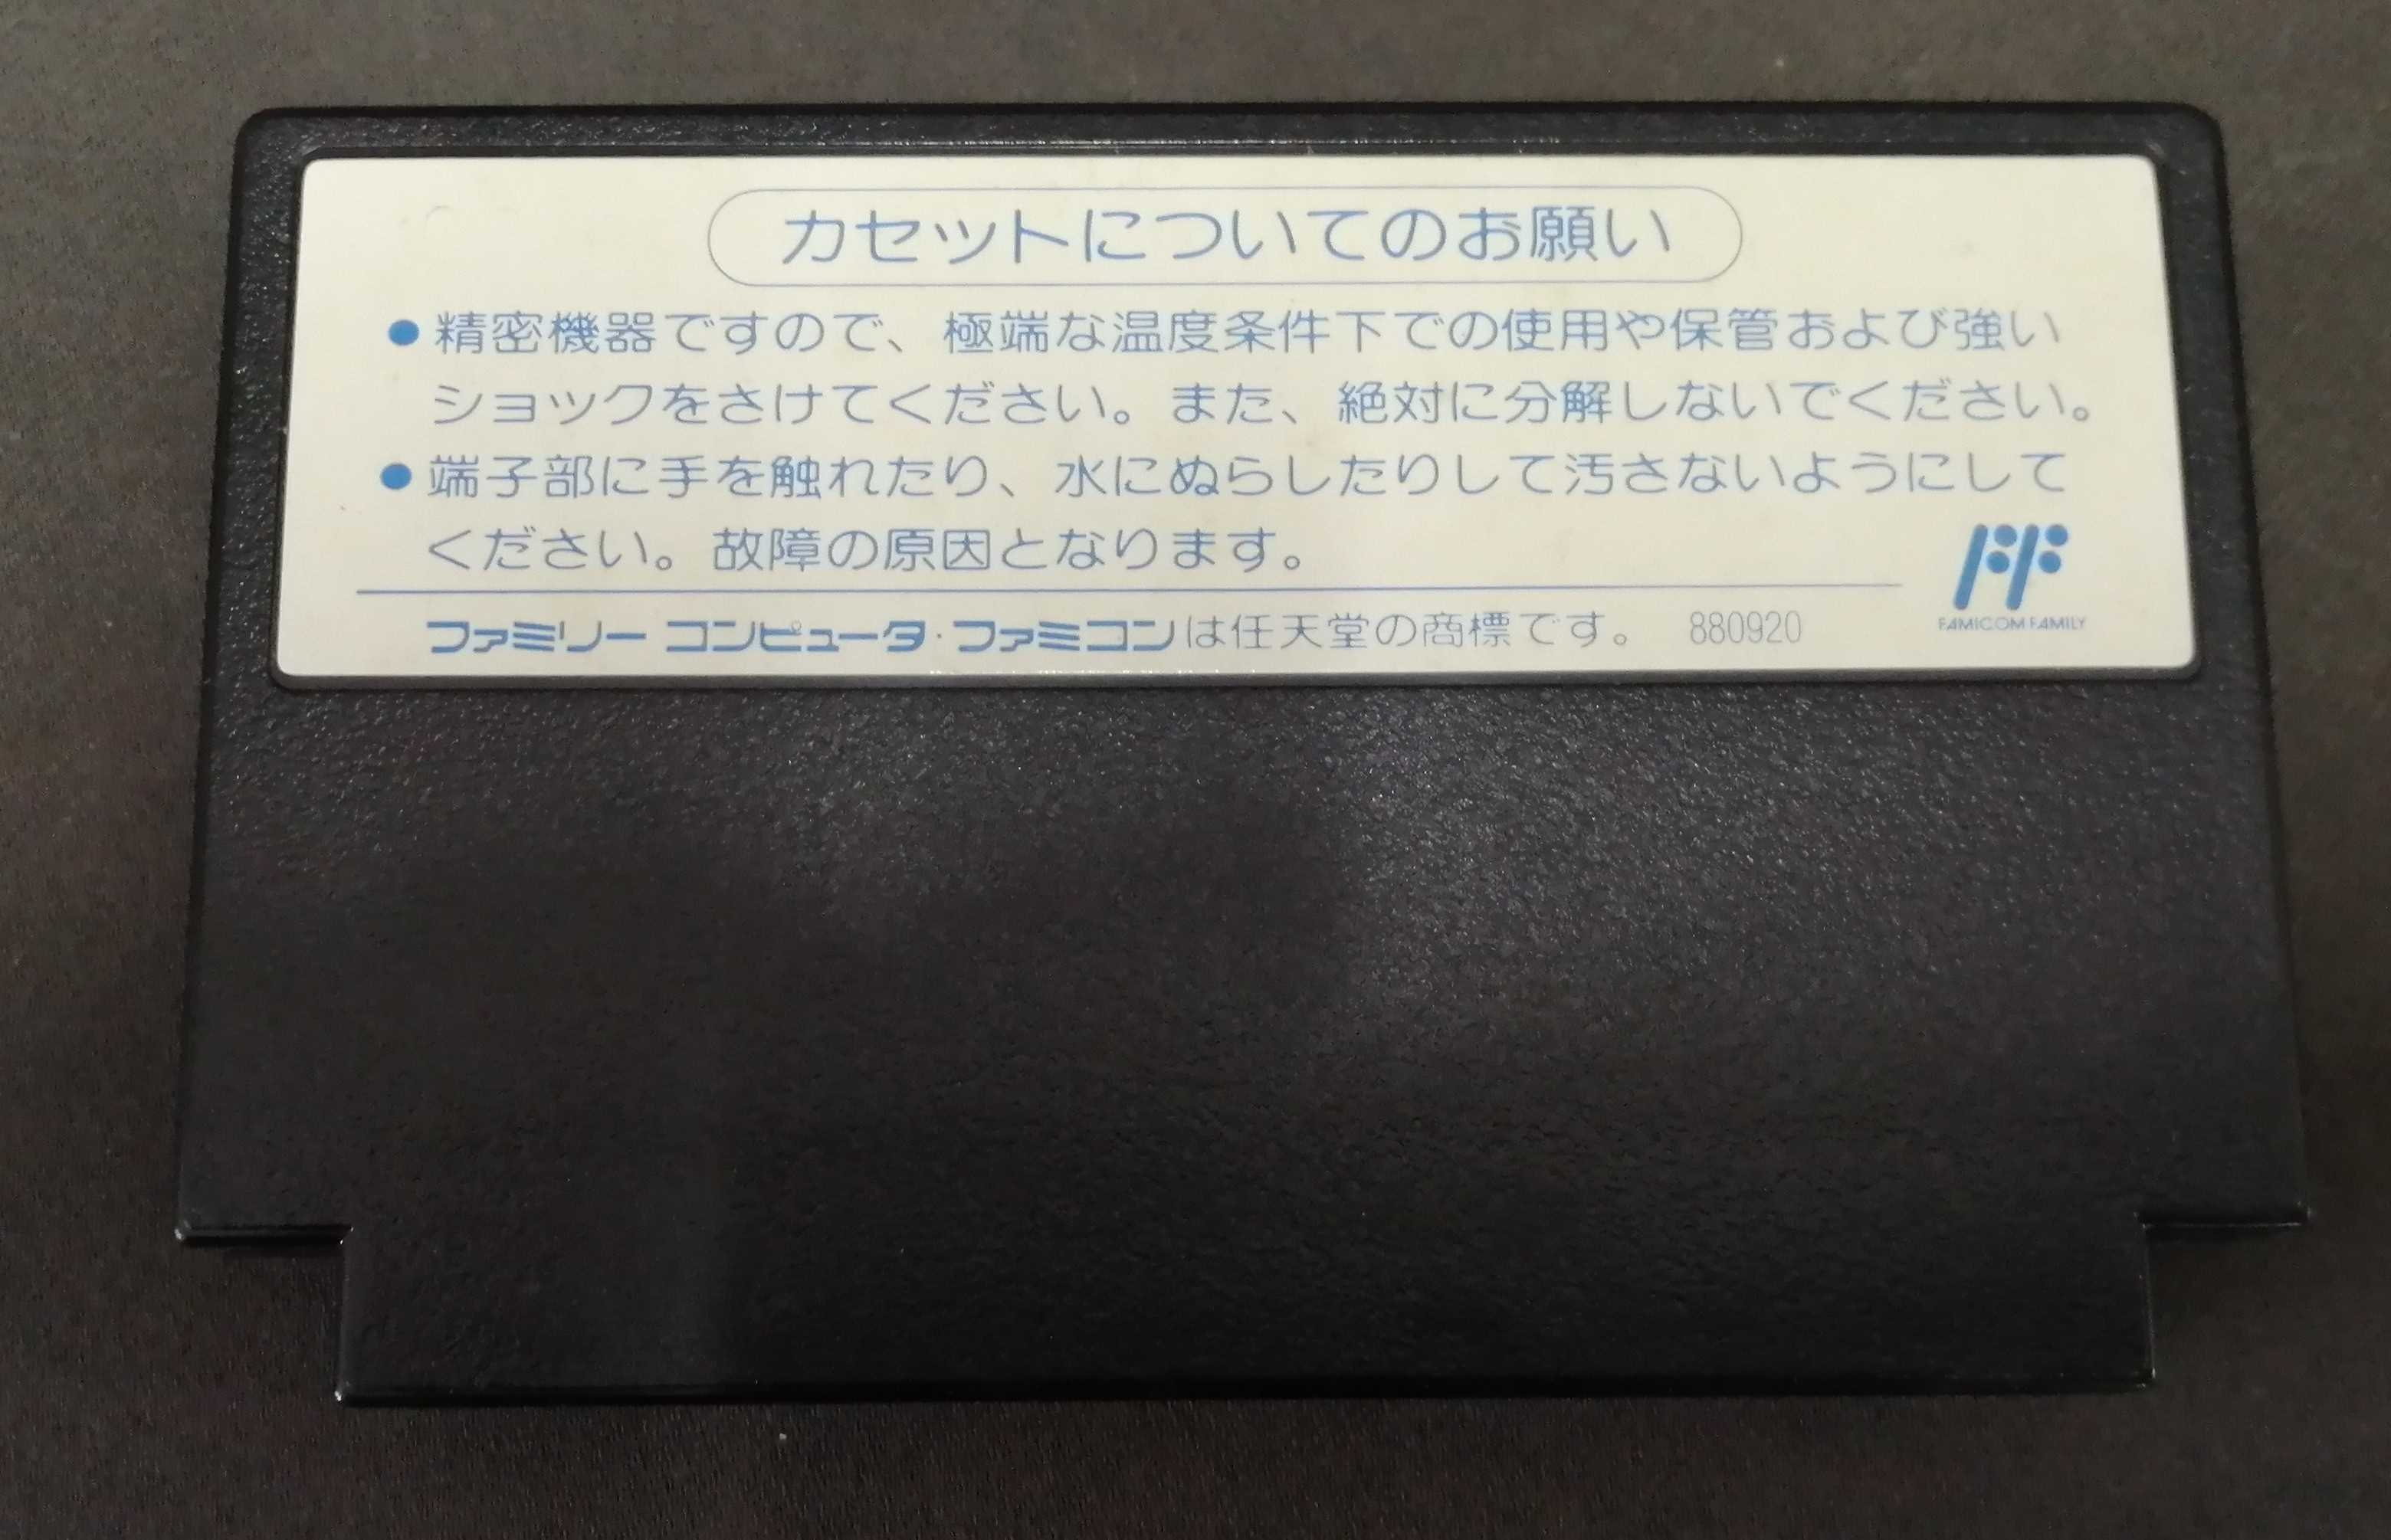 カセットについてのお願い
●精密機器ですので、極端な温度条件下での使用や保管および強い
ショックをさけてください。また、絶対に分解しないでください。
●端子部に手を触れたり、水にぬらしたりして汚さないようにして
ください。故障の原因となります。
ファミリー コンピュータ・ファミコンは任天堂の商標です。 880920
FF
FAMICOM FAMILY